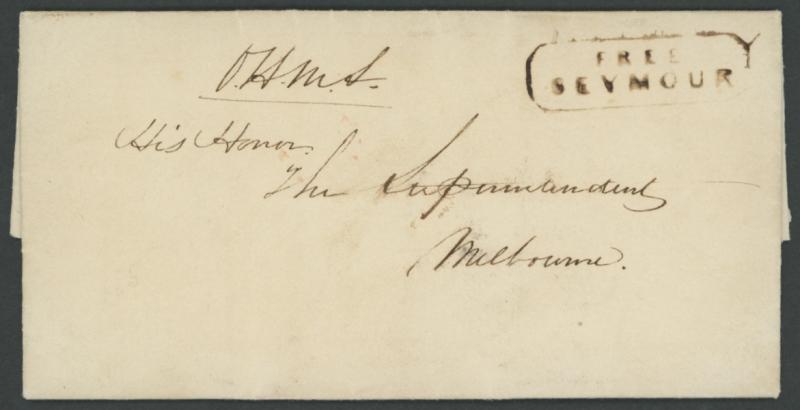 FREE
SEYMOUR
O.H.M.S.
His Honor
The Superintendent
Melbourne.